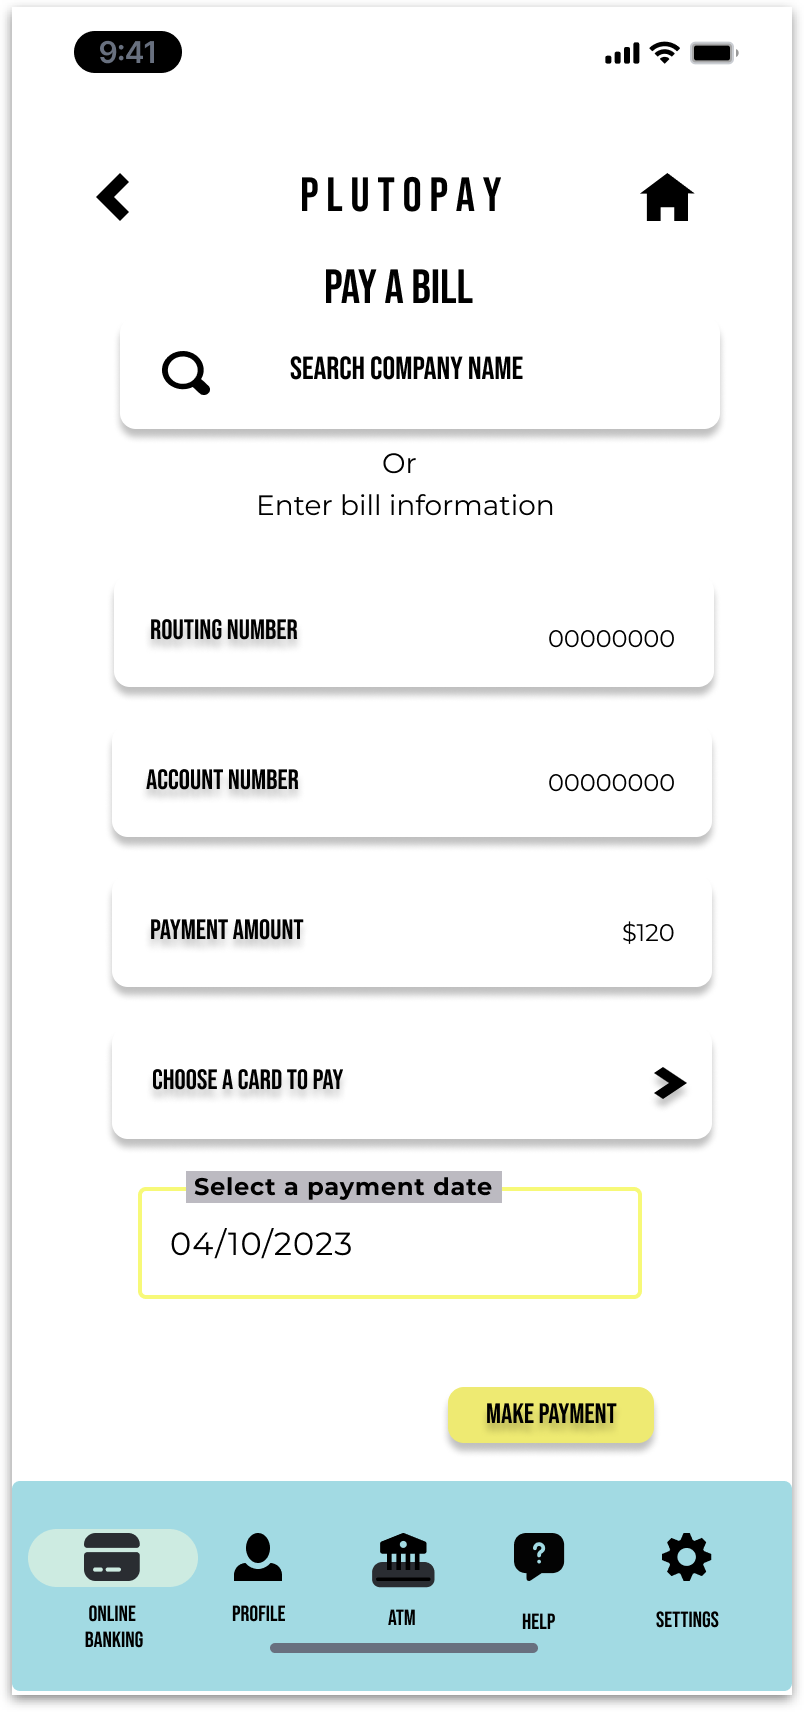 9:41
PLUTOPAY
PAY A BILL
SEARCH COMPANY NAME
Or
Enter bill information
ROUTING NUMBER 00000000
ACCOUNT NUMBER 00000000
PAYMENT AMOUNT $120
CHOOSE A CARD TO PAY
Select a payment date
04/10/2023
MAKE PAYMENT
?
ONLINE
BANKING
PROFILE
ATM
HELP
SETTINGS